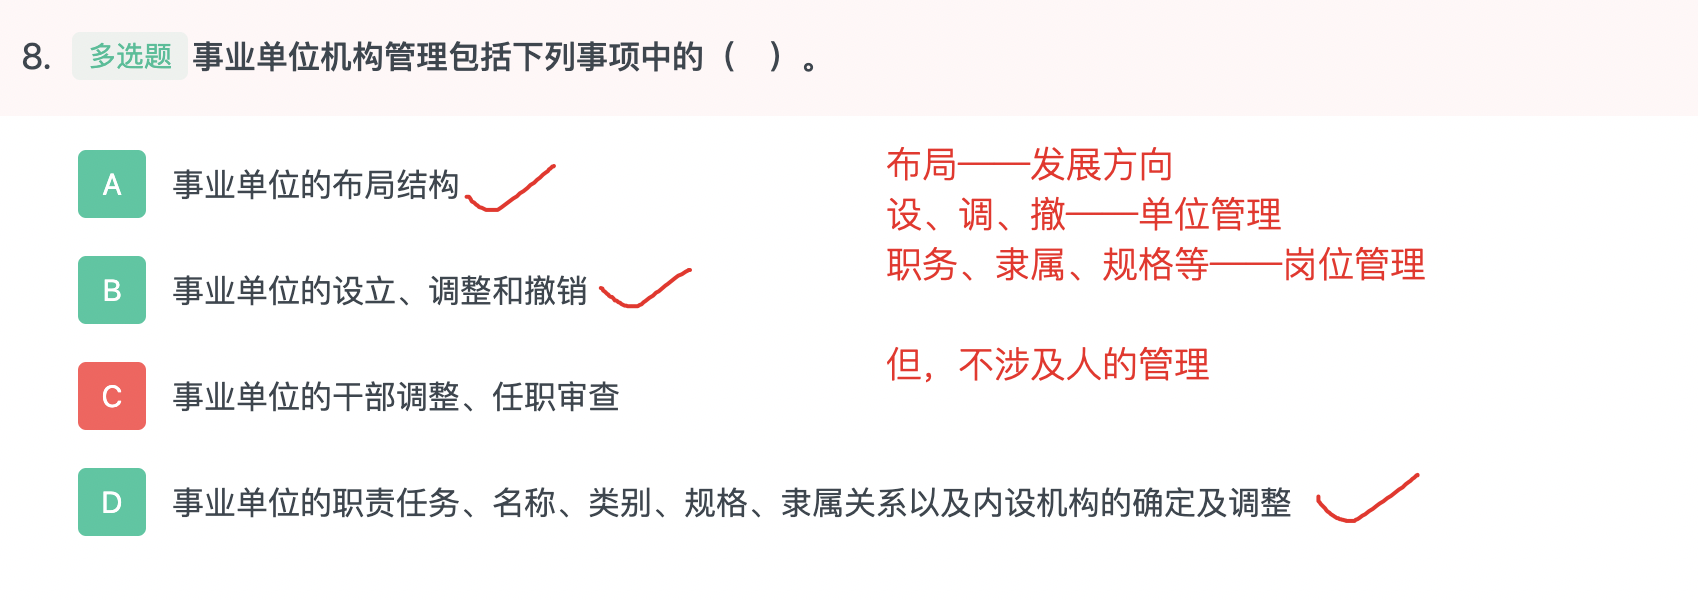 8. 多选题 事业单位机构管理包括下列事项中的（ ）。
A 事业单位的布局结构
B 事业单位的设立、调整和撤销
C 事业单位的干部调整、任职审查
D 事业单位的职责任务、名称、类别、规格、隶属关系以及内设机构的确定及调整
布局——发展方向
设、调、撤——单位管理
职务、隶属、规格等——岗位管理
但，不涉及人的管理